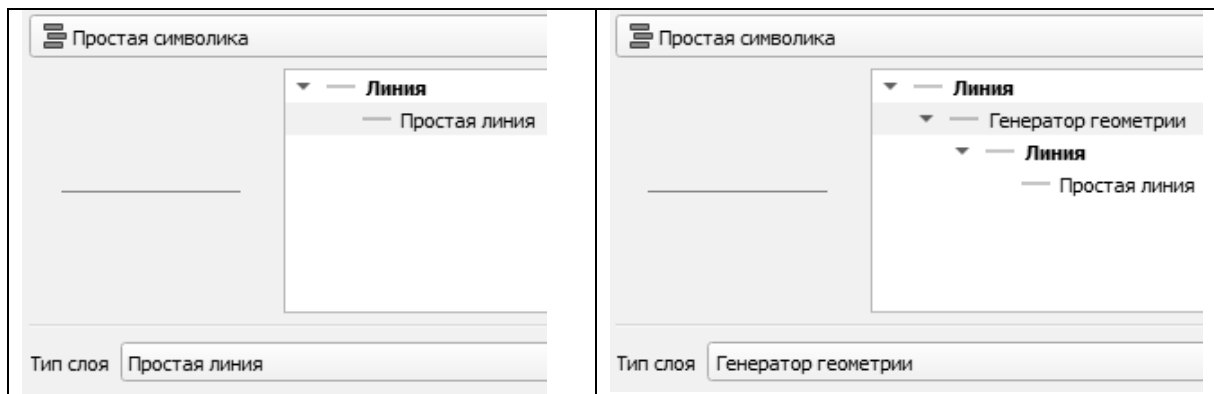 Простая символика
Линия
Простая линия
Тип слоя Простая линия
Простая символика
Линия
Генератор геометрии
Линия
Простая линия
Тип слоя Генератор геометрии